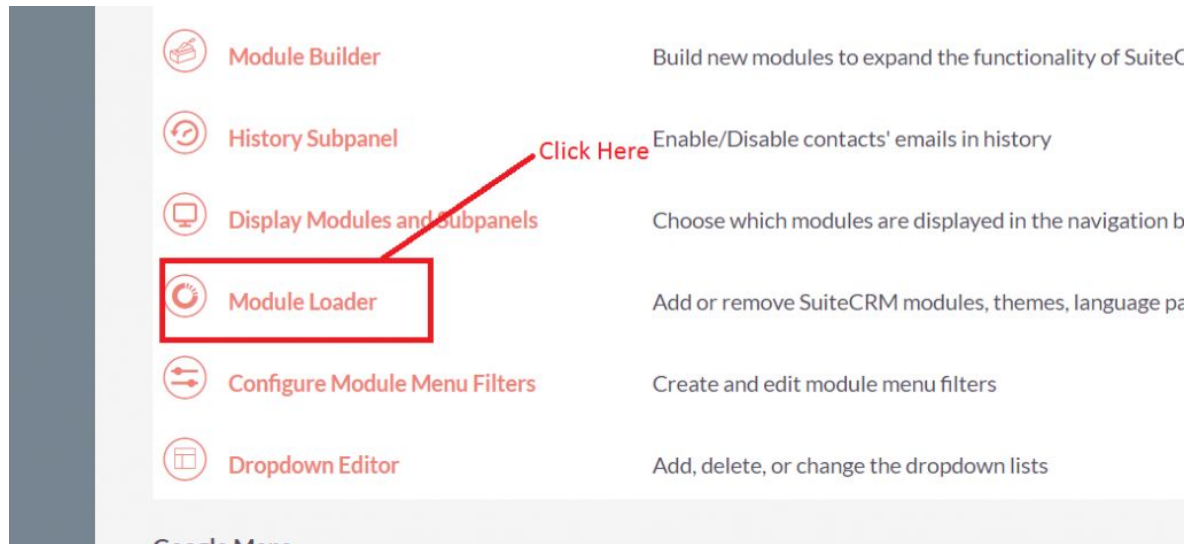 Module Builder Build new modules to expand the functionality of SuiteC
History Subpanel Enable/Disable contacts' emails in history
Click Here
Display Modules and Subpanels Choose which modules are displayed in the navigation b
Module Loader Add or remove SuiteCRM modules, themes, language pa
Configure Module Menu Filters Create and edit module menu filters
Dropdown Editor Add, delete, or change the dropdown lists
Google Maps